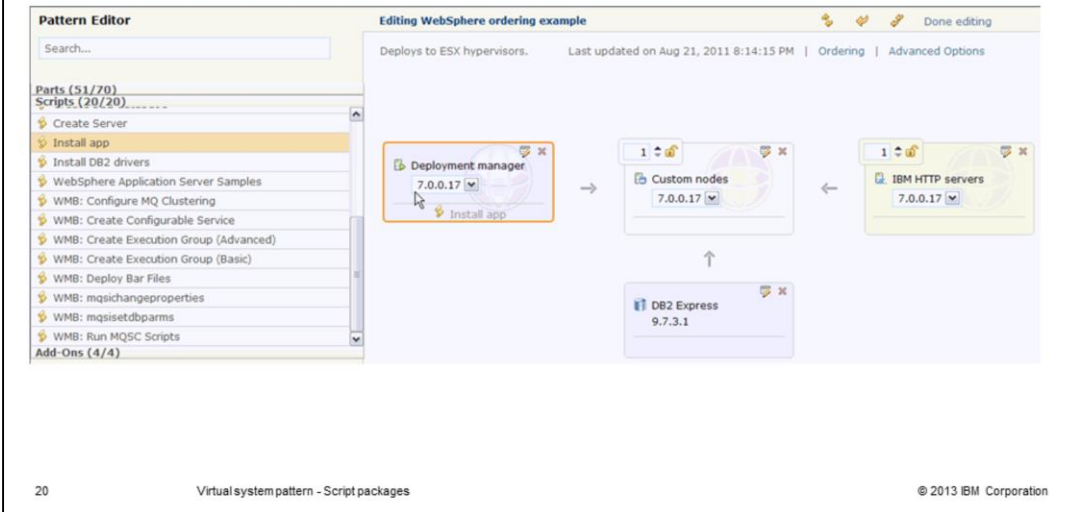 Pattern Editor
Search...
Parts (51/70)
Scripts (20/20)
Create Server
Install app
Install DB2 drivers
WebSphere Application Server Samples
WMB: Configure MQ Clustering
WMB: Create Configurable Service
WMB: Create Execution Group (Advanced)
WMB: Create Execution Group (Basic)
WMB: Deploy Bar Files
WMB: mqsichangeproperties
WMB: mqsisetdbparms
WMB: Run MQSC Scripts
Add-Ons (4/4)
Editing WebSphere ordering example
Done editing
Deploys to ESX hypervisors. Last updated on Aug 21, 2011 8:14:15 PM | Ordering | Advanced Options
Deployment manager
7.0.0.17
Install app
1
Custom nodes
7.0.0.17
1
IBM HTTP servers
7.0.0.17
DB2 Express
9.7.3.1
20 Virtual system pattern - Script packages © 2013 IBM Corporation